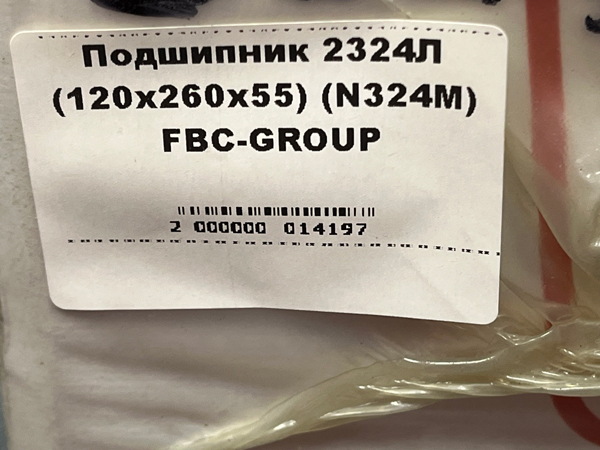 Подшипник 2324Л
(120x260x55) (N324M)
FBC-GROUP
2 000000 014197